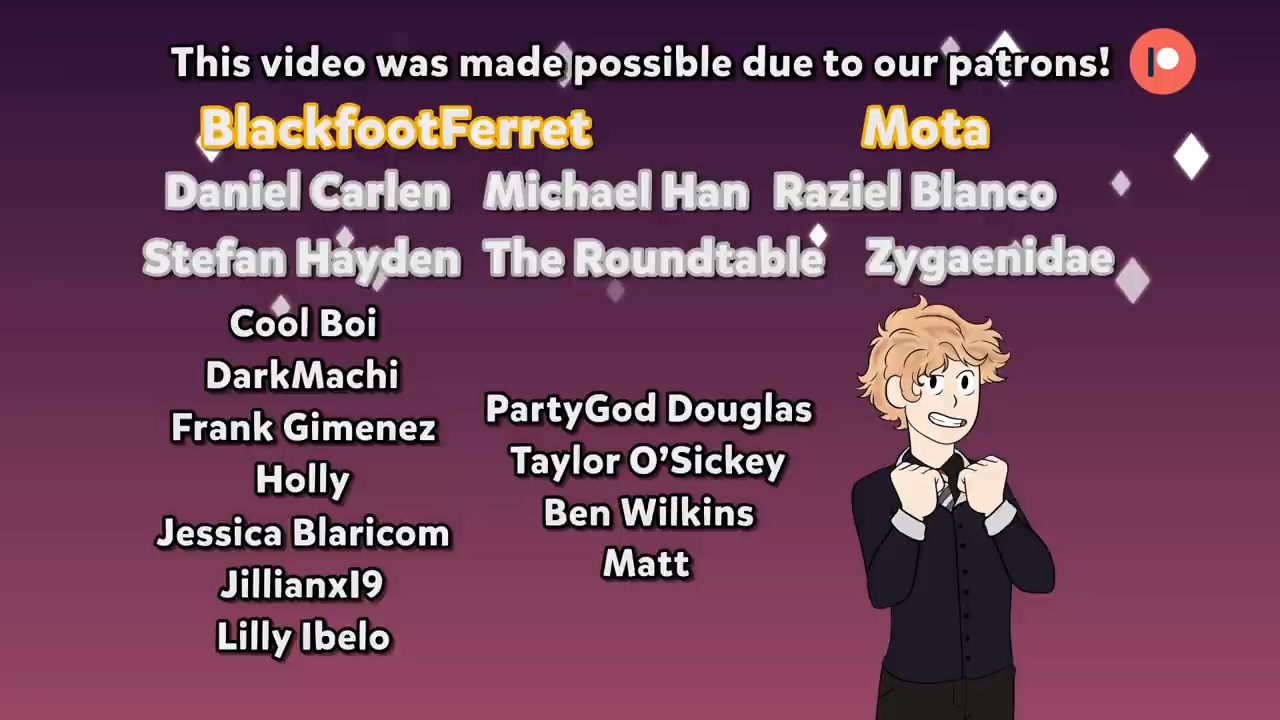 This video was made possible due to our patrons!
BlackfootFerret Mota
Daniel Carlen Michael Han Raziel Blanco
Stefan Hayden The Roundtable Zygaenidae
Cool Boi
DarkMachi
Frank Gimenez
Holly
Jessica Blaricom
Jillianx19
Lilly Ibelo
PartyGod Douglas
Taylor O’Sickey
Ben Wilkins
Matt